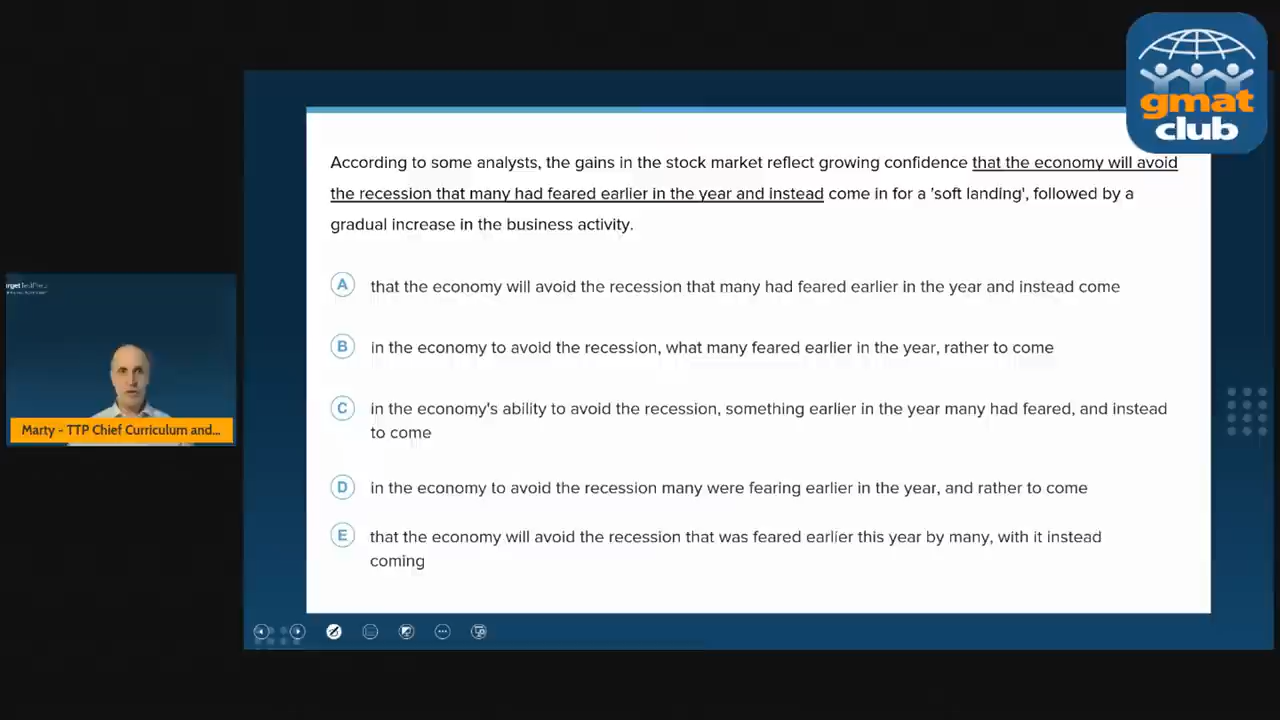 gmat
club
According to some analysts, the gains in the stock market reflect growing confidence that the economy will avoid
the recession that many had feared earlier in the year and instead come in for a 'soft landing', followed by a
gradual increase in the business activity.
A that the economy will avoid the recession that many had feared earlier in the year and instead come
B in the economy to avoid the recession, what many feared earlier in the year, rather to come
C in the economy's ability to avoid the recession, something earlier in the year many had feared, and instead
to come
D in the economy to avoid the recession many were fearing earlier in the year, and rather to come
E that the economy will avoid the recession that was feared earlier this year by many, with it instead
coming
Marty - TTP Chief Curriculum and...